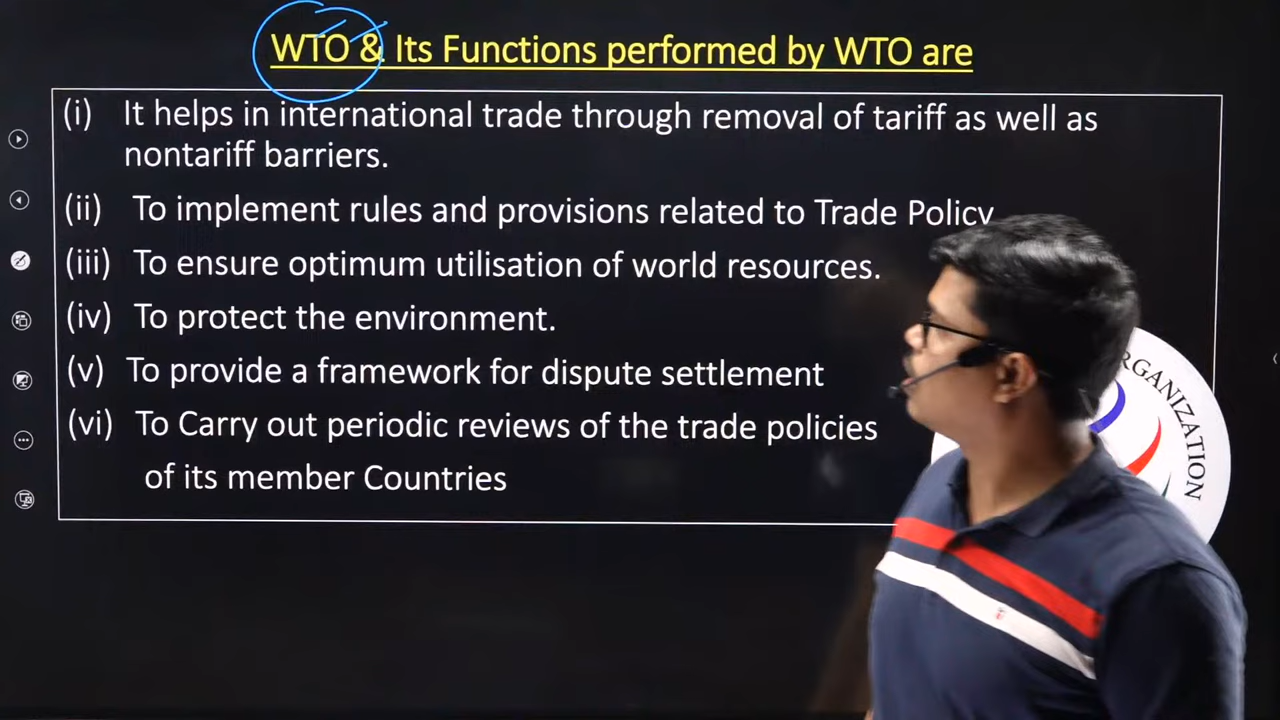 WTO & Its Functions performed by WTO are
(i) It helps in international trade through removal of tariff as well as
nontariff barriers.
(ii) To implement rules and provisions related to Trade Policy
(iii) To ensure optimum utilisation of world resources.
(iv) To protect the environment.
(v) To provide a framework for dispute settlement
(vi) To Carry out periodic reviews of the trade policies
of its member Countries
ORGANIZATION